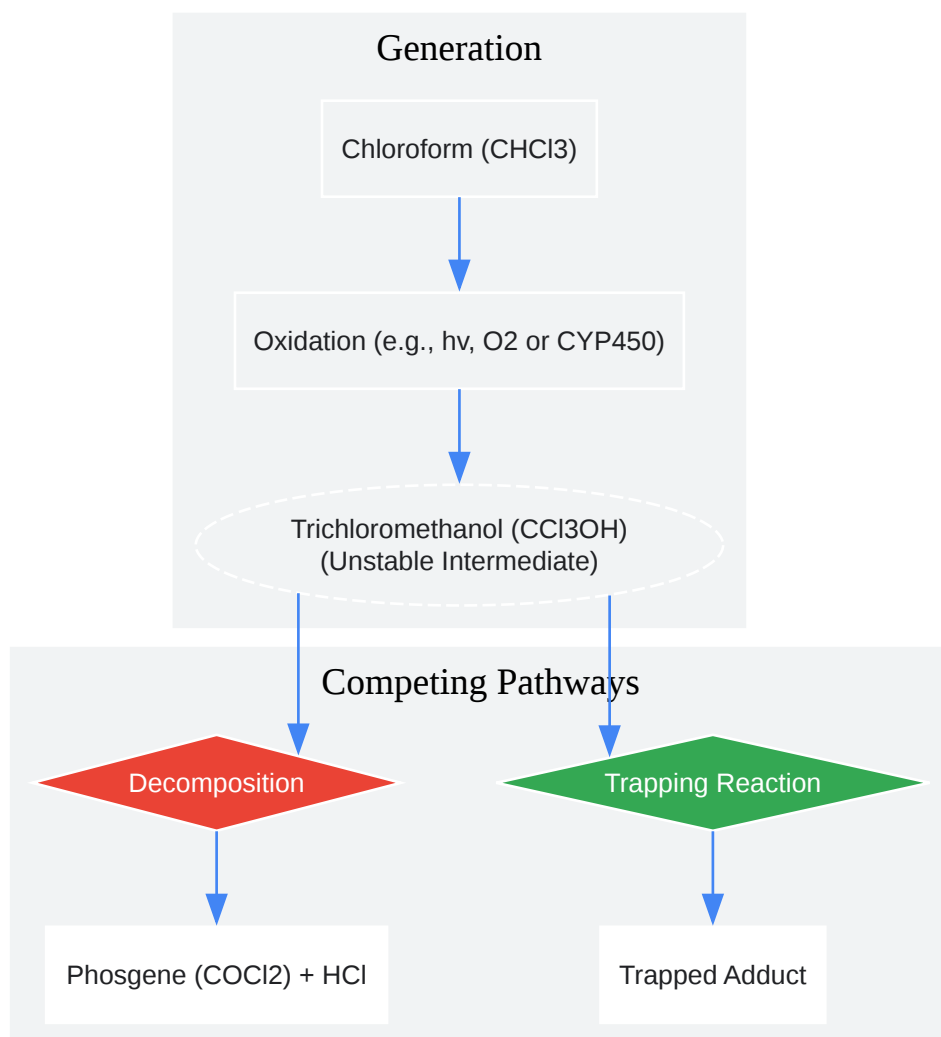 Generation
Chloroform (CHCl3)
Oxidation (e.g., hv, O2 or CYP450)
Trichloromethanol (CCl3OH)
(Unstable Intermediate)
Competing Pathways
Decomposition
Trapping Reaction
Phosgene (COCl2) + HCl
Trapped Adduct